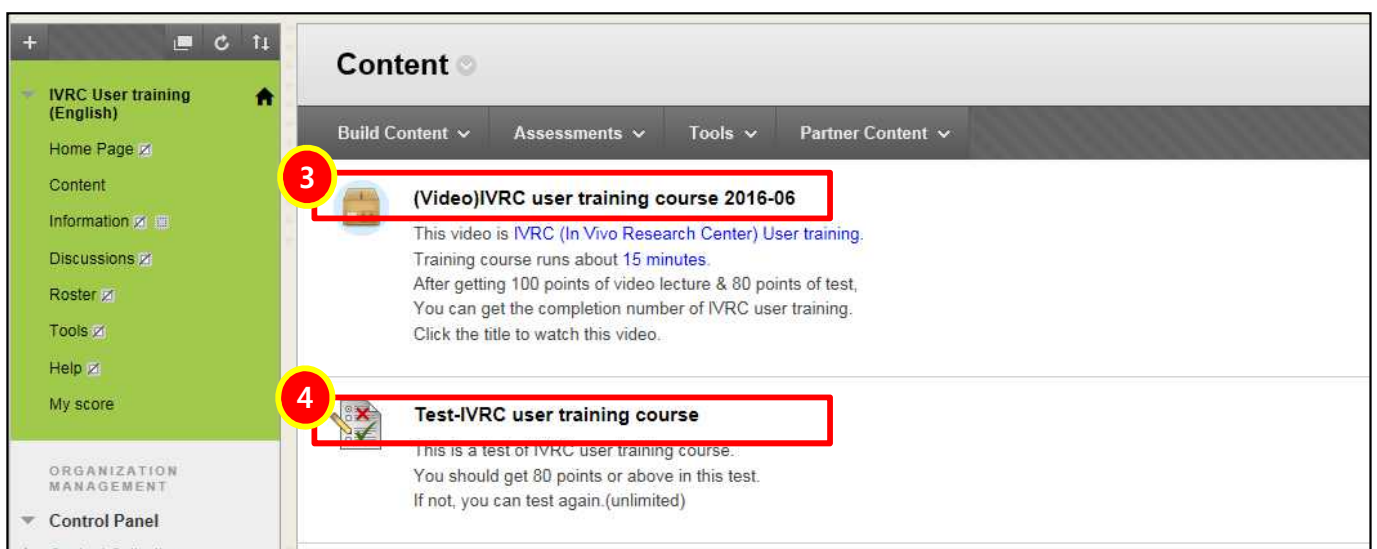 IVRC User training
(English)
Home Page
Content
Information
Discussions
Roster
Tools
Help
My score
ORGANIZATION
MANAGEMENT
Control Panel
Content
Build Content
Assessments
Tools
Partner Content
3
(Video)IVRC user training course 2016-06
This video is IVRC (In Vivo Research Center) User training.
Training course runs about 15 minutes.
After getting 100 points of video lecture & 80 points of test,
You can get the completion number of IVRC user training.
Click the title to watch this video.
4
Test-IVRC user training course
This is a test of IVRC user training course.
You should get 80 points or above in this test.
If not, you can test again.(unlimited)